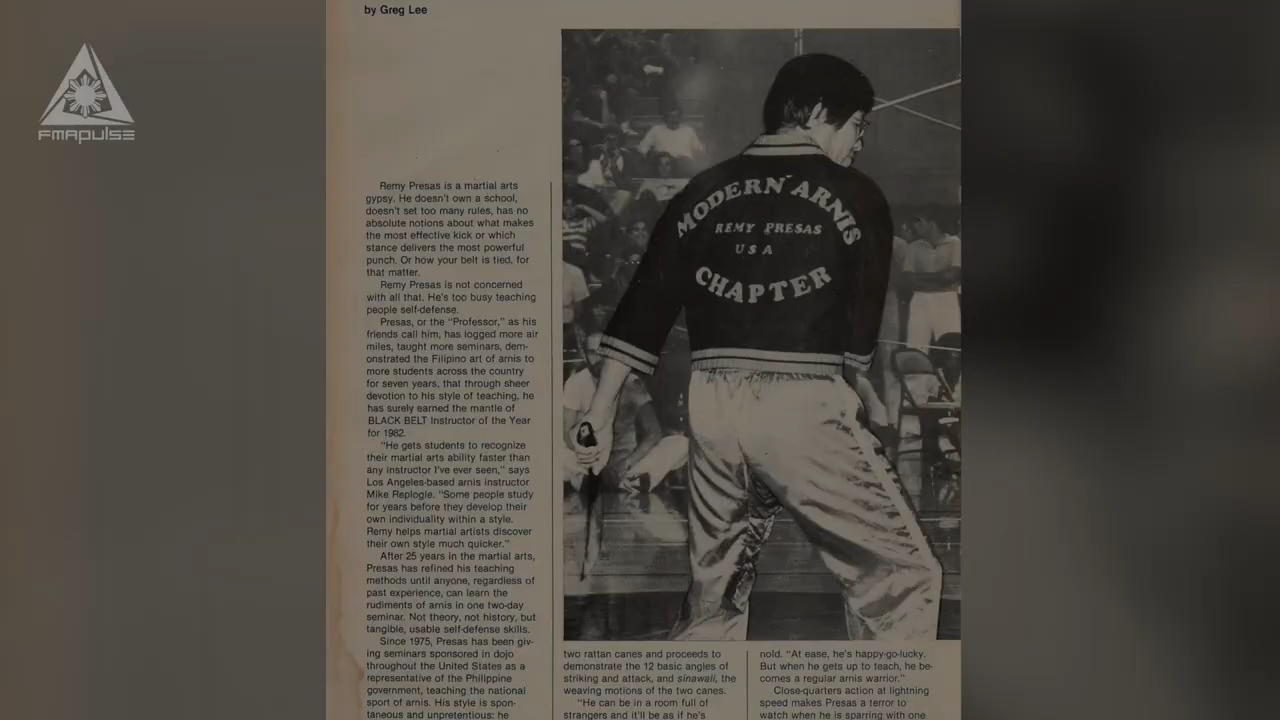 by Greg Lee
FMAPULSE
Remy Presas is a martial arts
gypsy. He doesn't own a school,
doesn't set too many rules, has no
absolute notions about what makes
the most effective kick or which
stance delivers the most powerful
punch. Or how your belt is tied, for
that matter.
Remy Presas is not concerned
with all that. He's too busy teaching
people self-defense.
Presas, or the "Professor," as his
friends call him, has logged more air
miles, taught more seminars, dem-
onstrated the Filipino art of arnis to
more students across the country
for seven years, that through sheer
devotion to his style of teaching, he
has surely earned the mantle of
BLACK BELT Instructor of the Year
for 1982.
"He gets students to recognize
their martial arts ability faster than
any instructor I've ever seen," says
Los Angeles-based arnis instructor
Mike Replogle. "Some people study
for years before they develop their
own individuality within a style.
Remy helps martial artists discover
their own style much quicker."
After 25 years in the martial arts,
Presas has refined his teaching
methods until anyone, regardless of
past experience, can learn the
rudiments of arnis in one two-day
seminar. Not theory, not history, but
tangible, usable self-defense skills.
Since 1975, Presas has been giv-
ing seminars sponsored in dojo
throughout the United States as a
representative of the Philippine
government, teaching the national
sport of arnis. His style is spon-
taneous and unpretentious: he
MODERN ARNIS
REMY PRESAS
USA
CHAPTER
two rattan canes and proceeds to
demonstrate the 12 basic angles of
striking and attack, and sinawali, the
weaving motions of the two canes.
"He can be in a room full of
strangers and it'll be as if he's
nold. "At ease, he's happy-go-lucky.
But when he gets up to teach, he be-
comes a regular arnis warrior."
Close-quarters action at lightning
speed makes Presas a terror to
watch when he is sparring with one